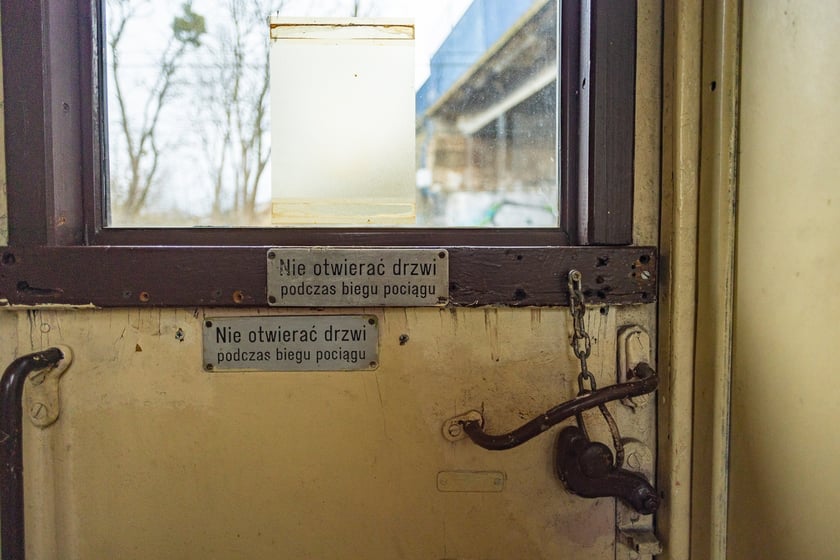 Nie otwierać drzwi
podczas biegu pociągu
Nie otwierać drzwi
podczas biegu pociągu